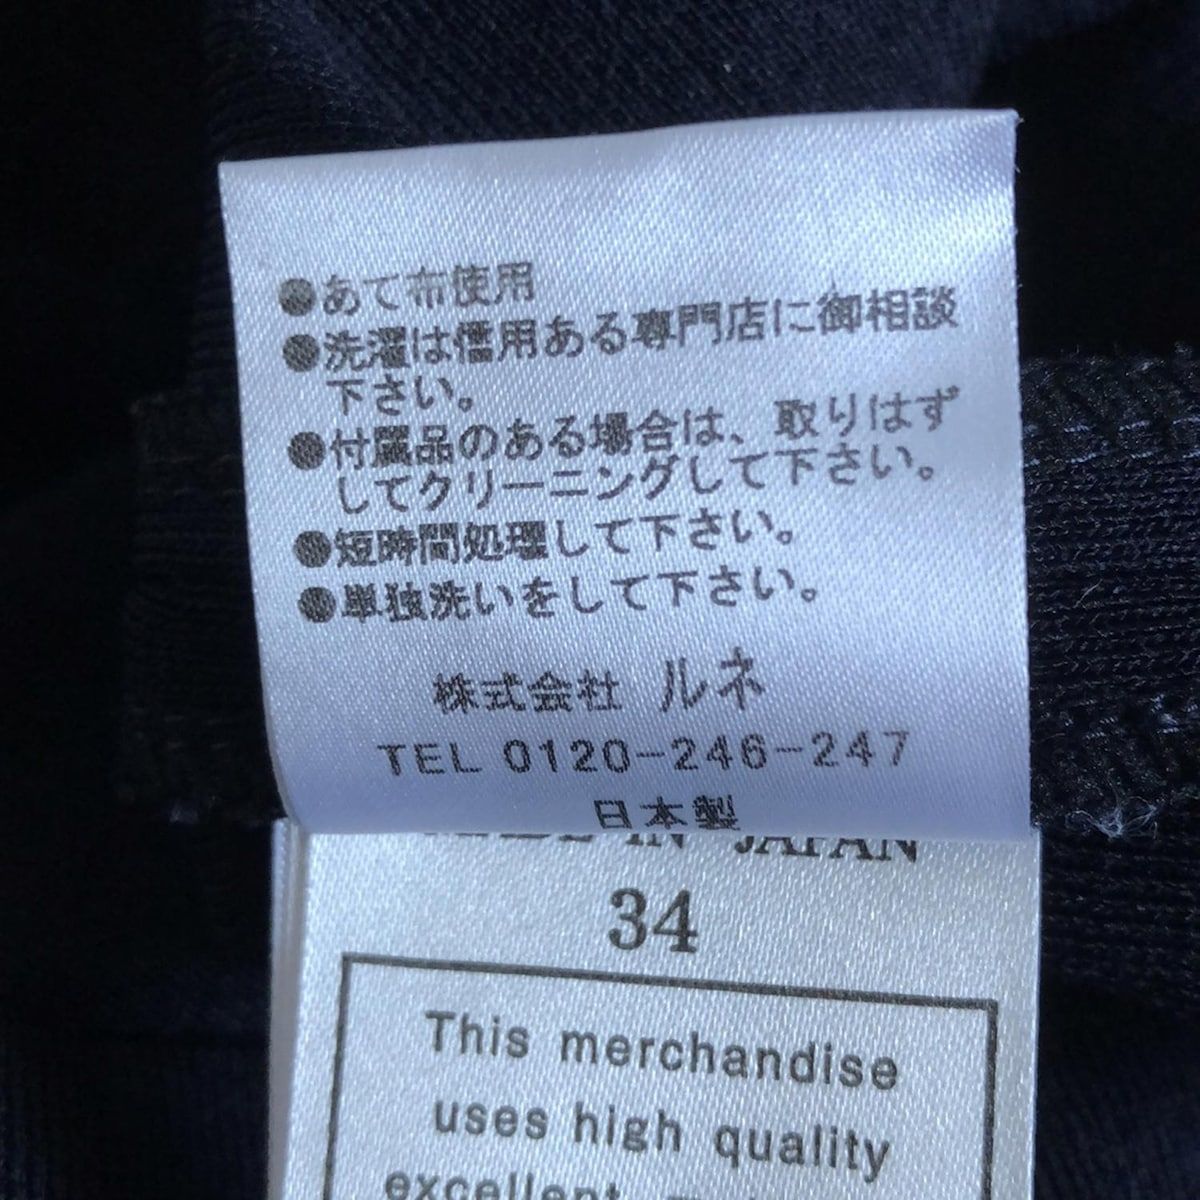 ●あて布使用
●洗濯は信用ある専門店に御相談
下さい。
●付属品のある場合は、取りはず
してクリーニングして下さい。
●短時間処理して下さい。
●単独洗いをして下さい。
株式会社 ルネ
TEL 0120-246-247
日本製
IN JAPAN
34
This merchandise
uses high quality
excellent